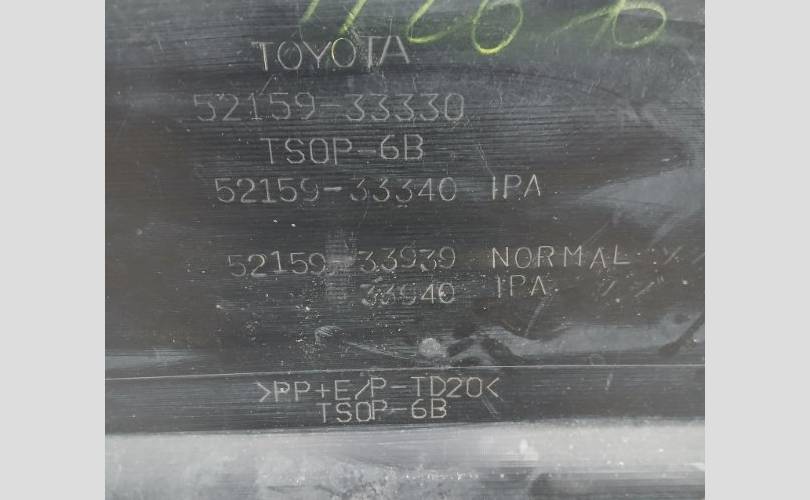 TOYOTA
52159-33330
TSOP-6B
52159-33340 IPA
52159-33939 NORMAL
33940 IPA
>PP+E/P-TD20<
TSOP-6B